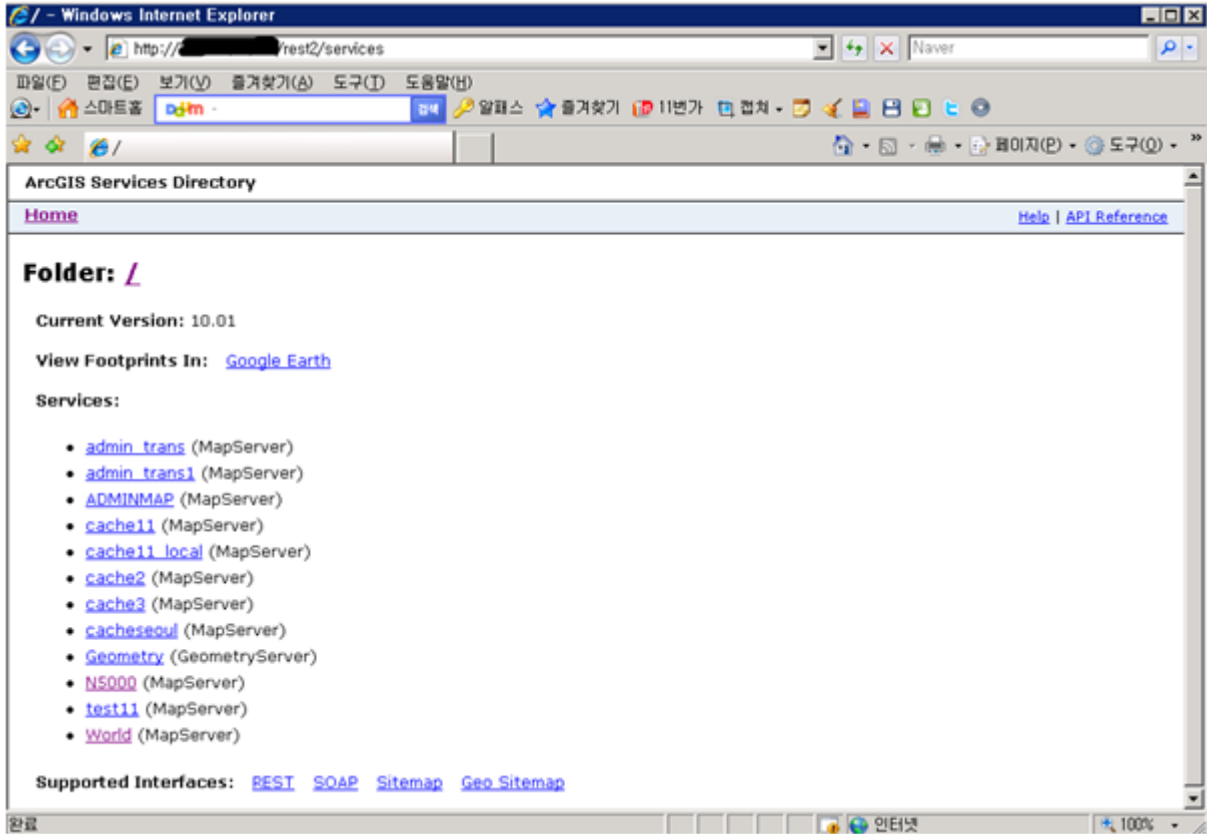 / - Windows Internet Explorer
http:// /rest2/services
Naver
파일(F) 편집(E) 보기(V) 즐겨찾기(A) 도구(T) 도움말(H)
스마트홈 Daum 검색 알패스 즐겨찾기 11번가 캡처
/ 페이지(P) 도구(O) »
ArcGIS Services Directory
Home Help | API Reference
Folder: /
Current Version: 10.01
View Footprints In: Google Earth
Services:
• admin_trans (MapServer)
• admin_trans1 (MapServer)
• ADMINMAP (MapServer)
• cache11 (MapServer)
• cache11_local (MapServer)
• cache2 (MapServer)
• cache3 (MapServer)
• cacheseoul (MapServer)
• Geometry (GeometryServer)
• N5000 (MapServer)
• test11 (MapServer)
• World (MapServer)
Supported Interfaces: REST SOAP Sitemap Geo Sitemap
완료 인터넷 100%